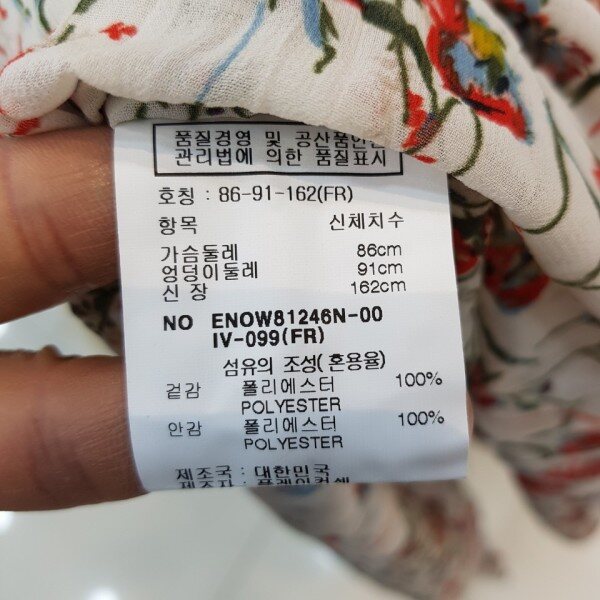 품질경영 및 공산품안전
관리법에 의한 품질표시
호칭 : 86-91-162(FR)
항목 신체치수
가슴둘레 86cm
엉덩이둘레 91cm
신 장 162cm
NO ENOW81246N-00
IV-099(FR)
섬유의 조성(혼용율)
겉감 폴리에스터 100%
POLYESTER
안감 폴리에스터 100%
POLYESTER
제조국 : 대한민국
제조자 :